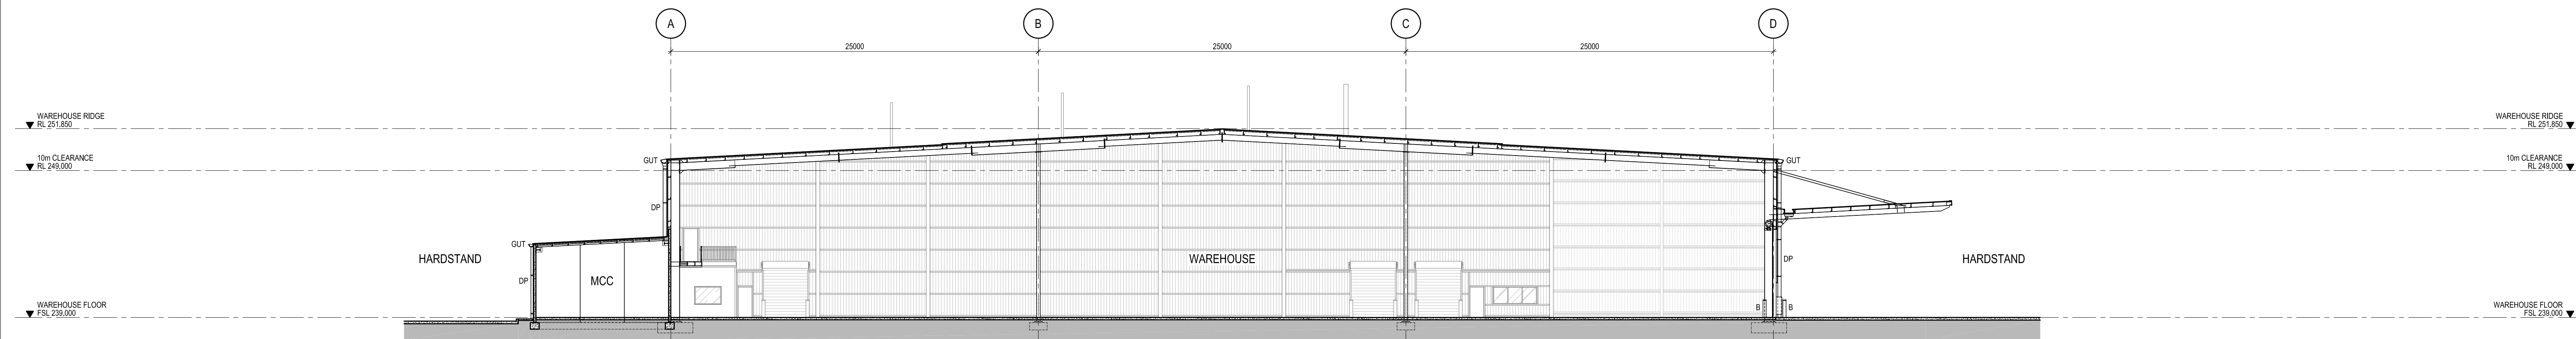 A
B
C
D
25000
25000
25000
WAREHOUSE RIDGE
RL 251,850
WAREHOUSE RIDGE
RL 251,850
10m CLEARANCE
RL 249,000
GUT
GUT
10m CLEARANCE
RL 249,000
DP
GUT
HARDSTAND
WAREHOUSE
DP
HARDSTAND
DP
MCC
WAREHOUSE FLOOR
FSL 239,000
B
B
WAREHOUSE FLOOR
FSL 239,000